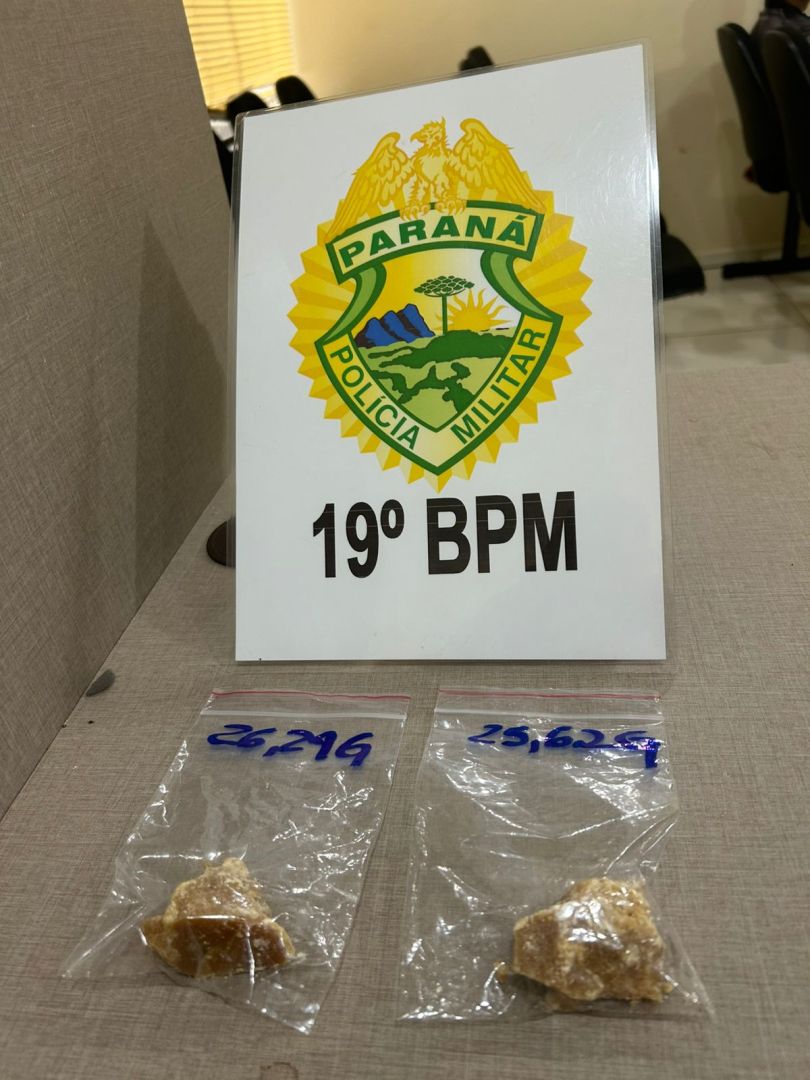 PARANÁ
POLÍCIA MILITAR
19º BPM
26,29G
25,62G